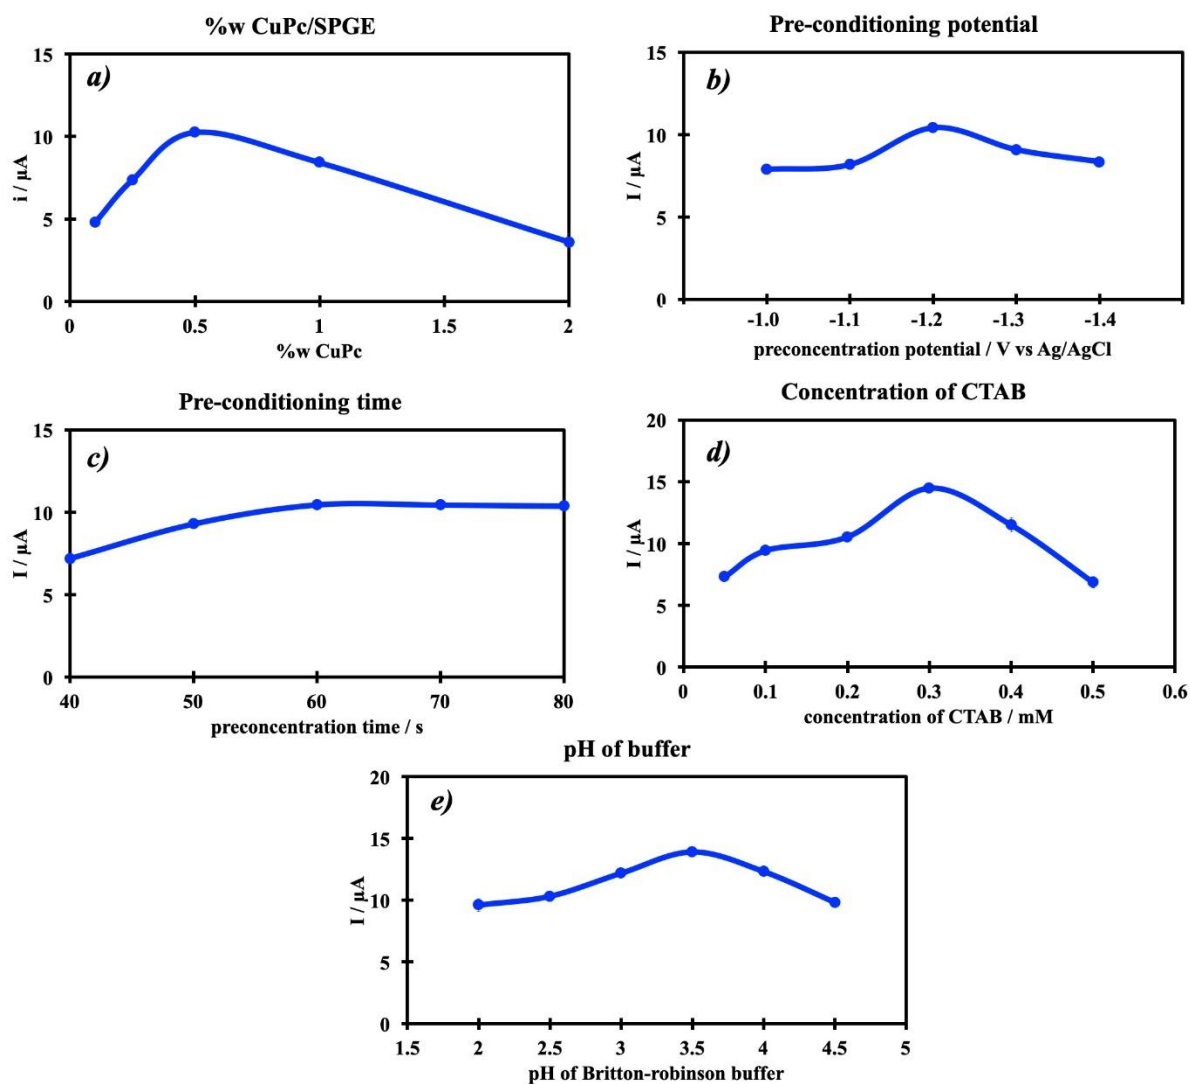 %w CuPc/SPGE
15
a)
10
i / µA
5
0
0 0.5 1 1.5 2
%w CuPc
Pre-conditioning potential
15
b)
10
I / µA
5
0
-1.0 -1.1 -1.2 -1.3 -1.4
preconcentration potential / V vs Ag/AgCl
Pre-conditioning time
15
c)
10
I / µA
5
0
40 50 60 70 80
preconcentration time / s
Concentration of CTAB
20
d)
15
10
I / µA
5
0
0 0.1 0.2 0.3 0.4 0.5 0.6
concentration of CTAB / mM
pH of buffer
20
e)
15
10
I / µA
5
0
1.5 2 2.5 3 3.5 4 4.5 5
pH of Britton-robinson buffer